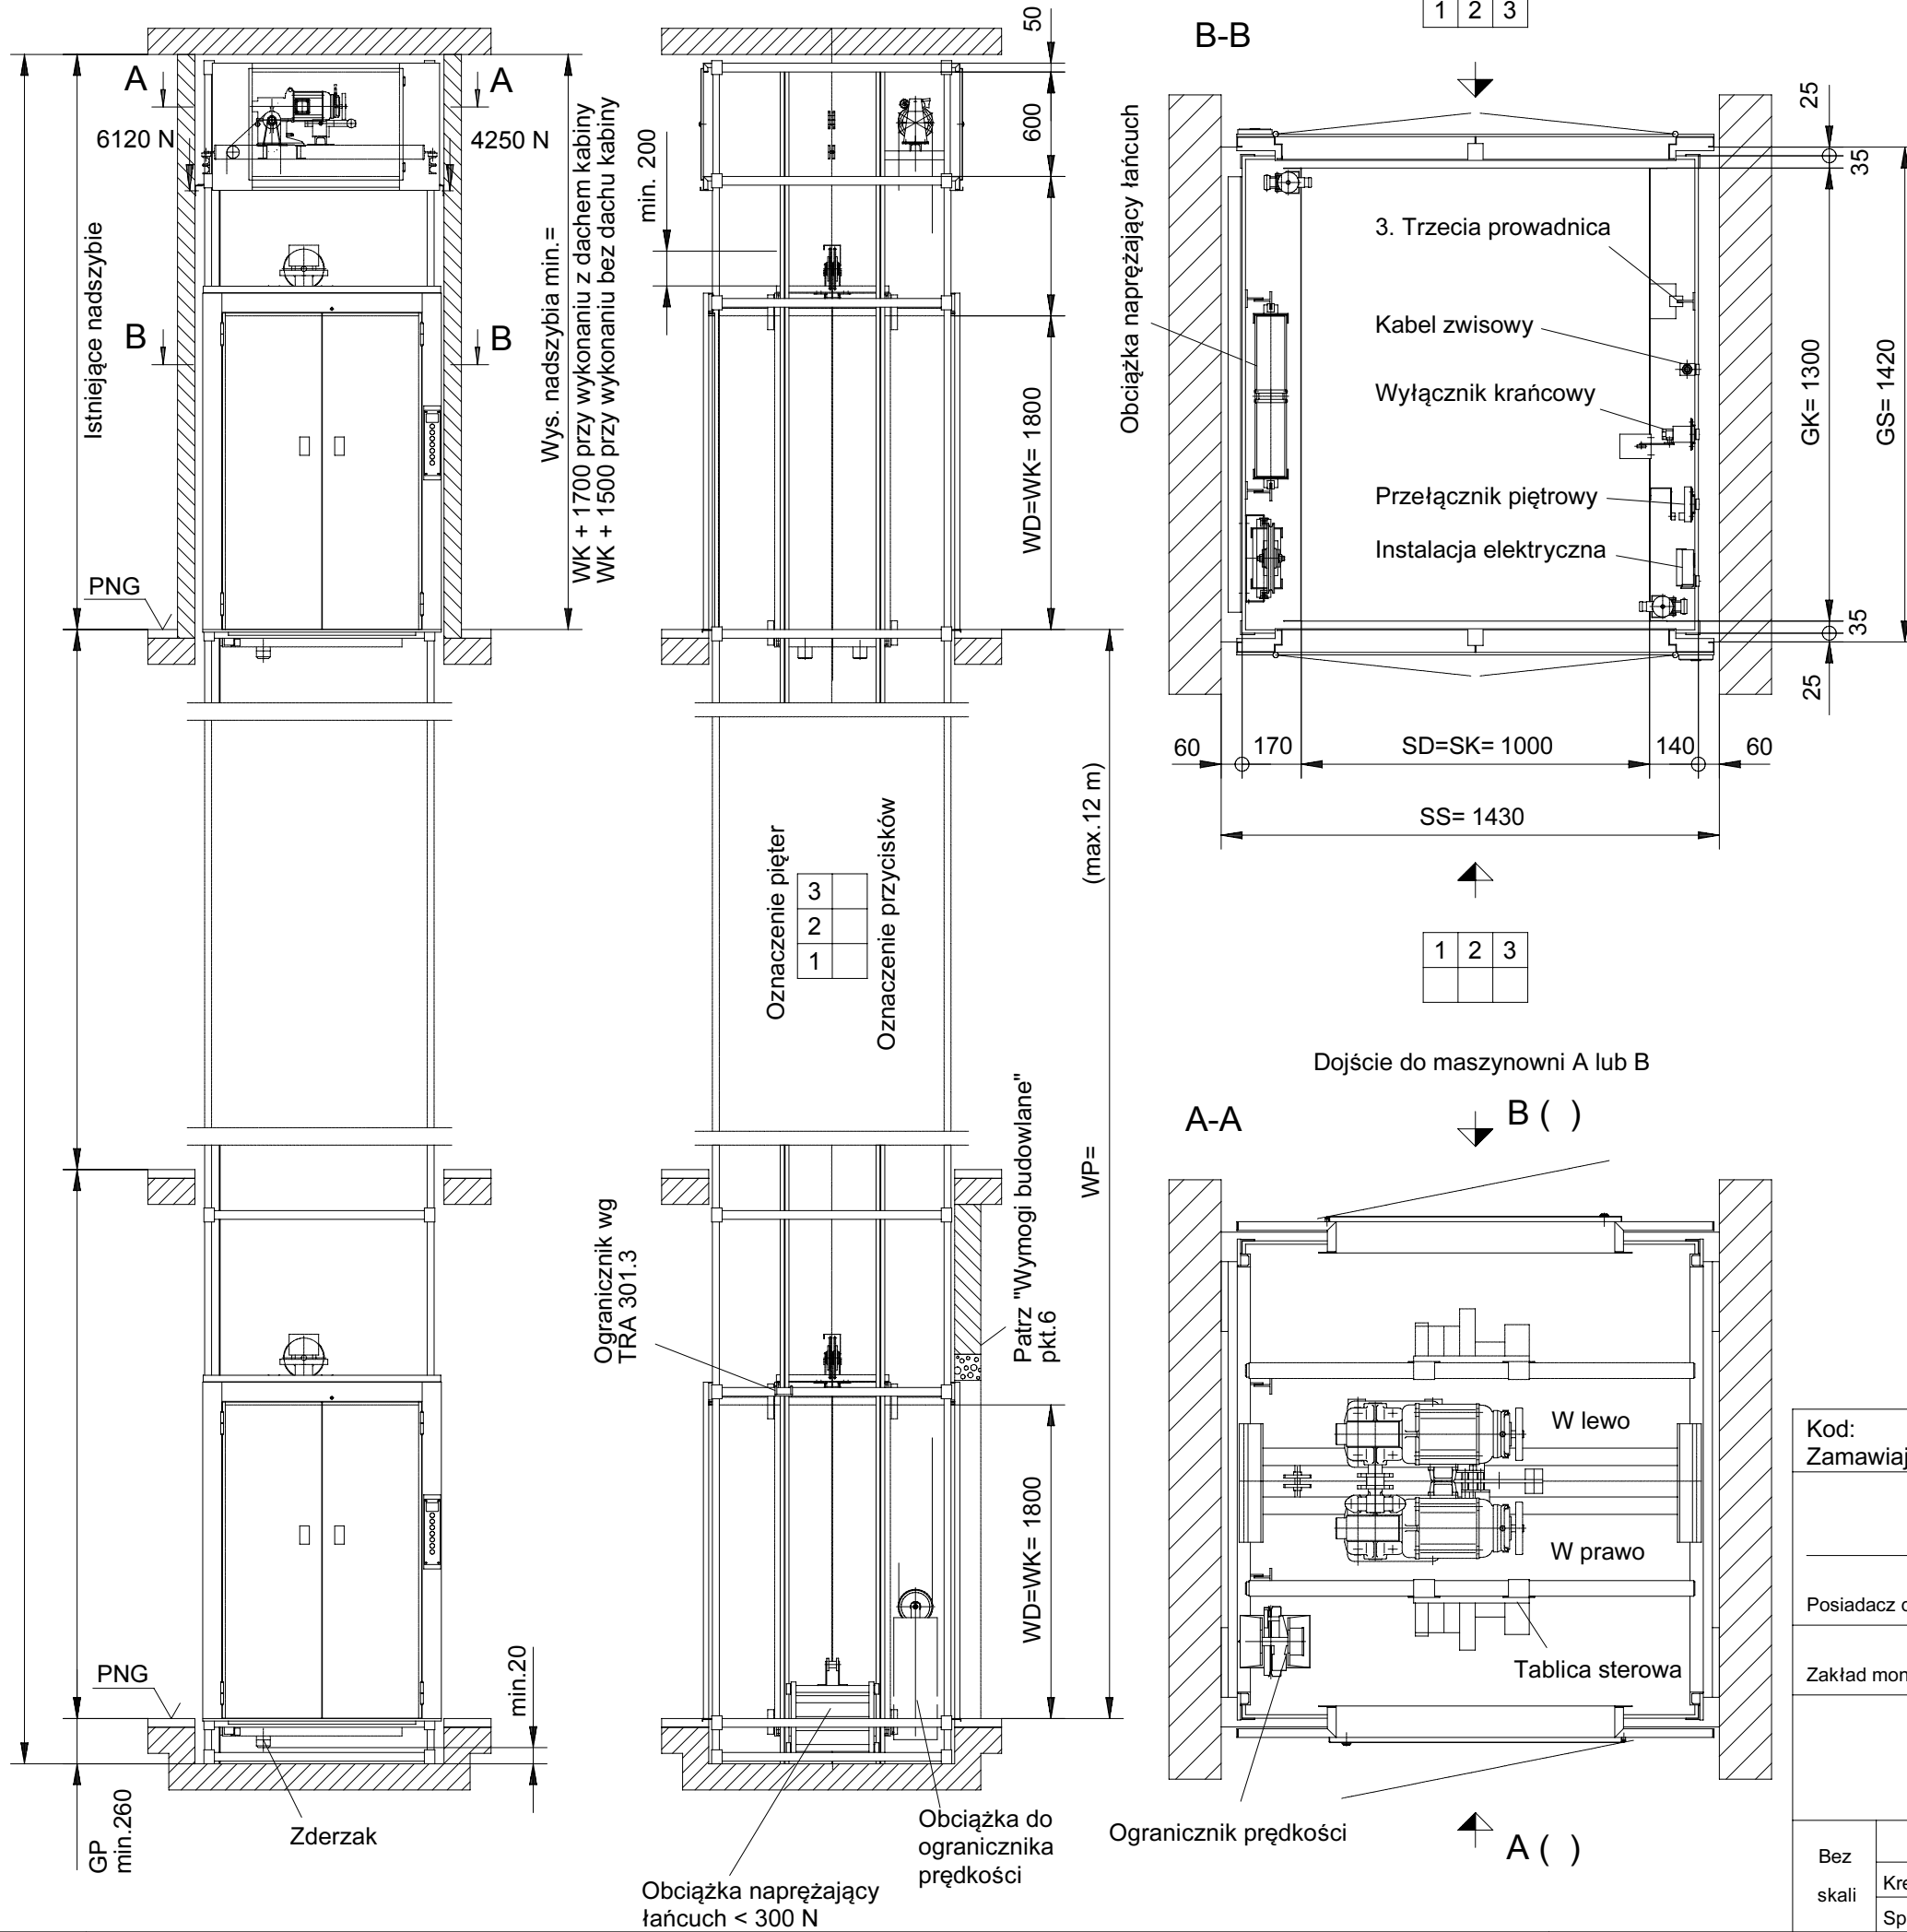 A
A
6120 N
4250 N
Istniejące nadszybie
B
B
Wys. nadszybia min.=
WK + 1700 przy wykonaniu z dachem kabiny
WK + 1500 przy wykonaniu bez dachu kabiny
PNG
PNG
GP
min.260
min.20
Zderzak
50
600
min. 200
WD=WK= 1800
Oznaczenie pięter
3
2
1
Oznaczenie przycisków
(max.12 m)
WP=
Ogranicznik wg
TRA 301.3
Patrz "Wymogi budowlane"
pkt.6
WD=WK= 1800
Obciążka do
ogranicznika
prędkości
Obciążka naprężający
łańcuch < 300 N
1 2 3
B-B
Obciążka naprężający łańcuch
3. Trzecia prowadnica
Kabel zwisowy
Wyłącznik krańcowy
Przełącznik piętrowy
Instalacja elektryczna
25
35
GK= 1300
GS= 1420
35
25
60
170
SD=SK= 1000
140
60
SS= 1430
1 2 3
Dojście do maszynowni A lub B
A-A
B ( )
W lewo
W prawo
Tablica sterowa
Ogranicznik prędkości
A ( )
Kod:
Zamawiaj
Posiadacz
Zakład mon
Bez
skali
Kre
Sp